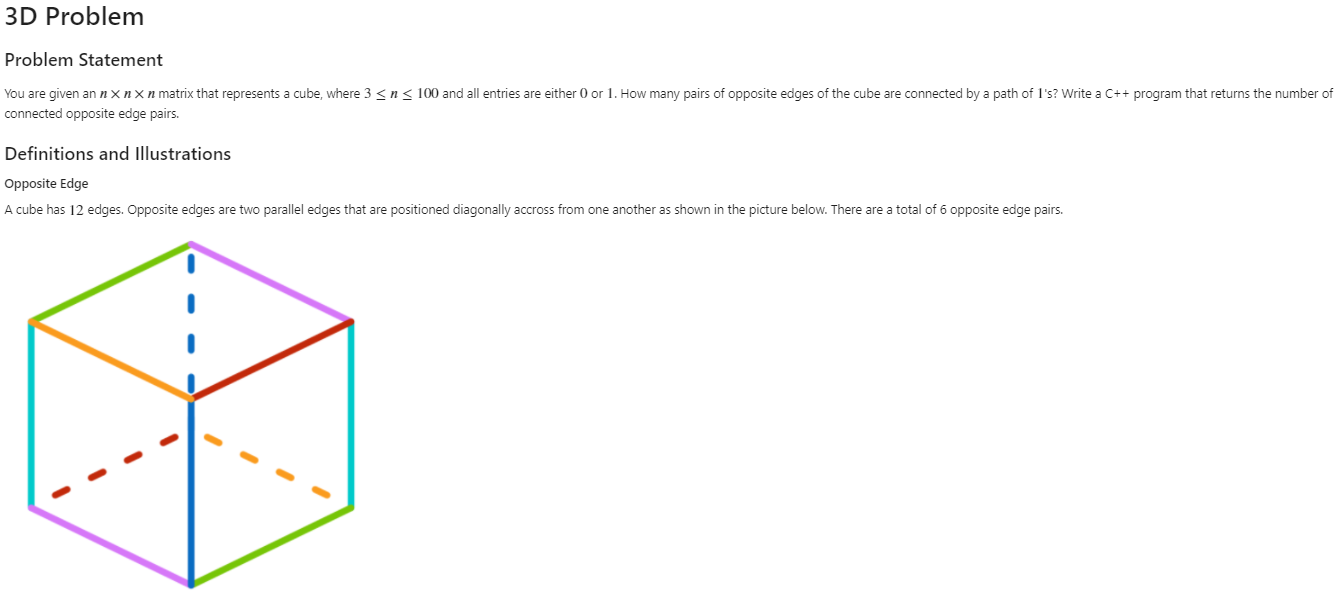 3D Problem
Problem Statement
You are given an n × n × n matrix that represents a cube, where 3 ≤ n ≤ 100 and all entries are either 0 or 1. How many pairs of opposite edges of the cube are connected by a path of 1's? Write a C++ program that returns the number of
connected opposite edge pairs.
Definitions and Illustrations
Opposite Edge
A cube has 12 edges. Opposite edges are two parallel edges that are positioned diagonally accross from one another as shown in the picture below. There are a total of 6 opposite edge pairs.